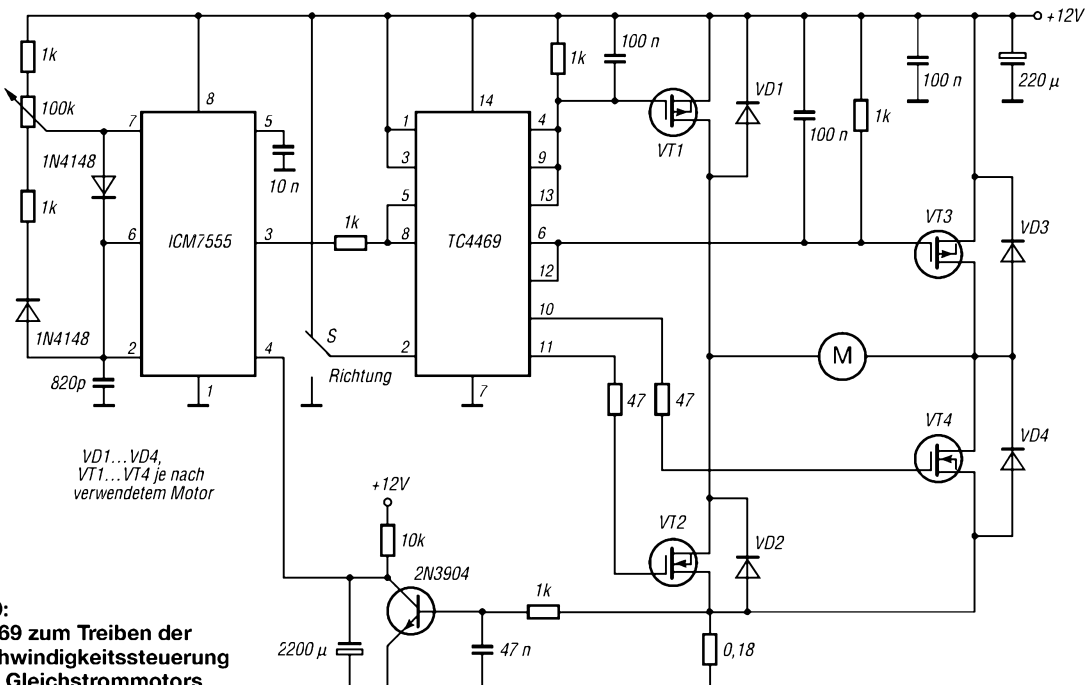 +12V
1k
100 n
1k
100k
8
14
100 n
220 µ
VD1
VT1
1k
100 n
7
5
1
4
1N4148
10 n
3
9
1k
5
13
6
ICM7555
3
1k
8
TC4469
6
VT3
VD3
12
10
1N4148
S
11
2
4
2
M
820p
1
Richtung
7
47
47
VT4
VD4
VD1...VD4,
VT1...VT4 je nach
verwendetem Motor
+12V
10k
VT2
VD2
2N3904
1k
69 zum Treiben der
hwindigkeitssteuerung
Gleichstrommotors
2200 µ
47 n
0,18